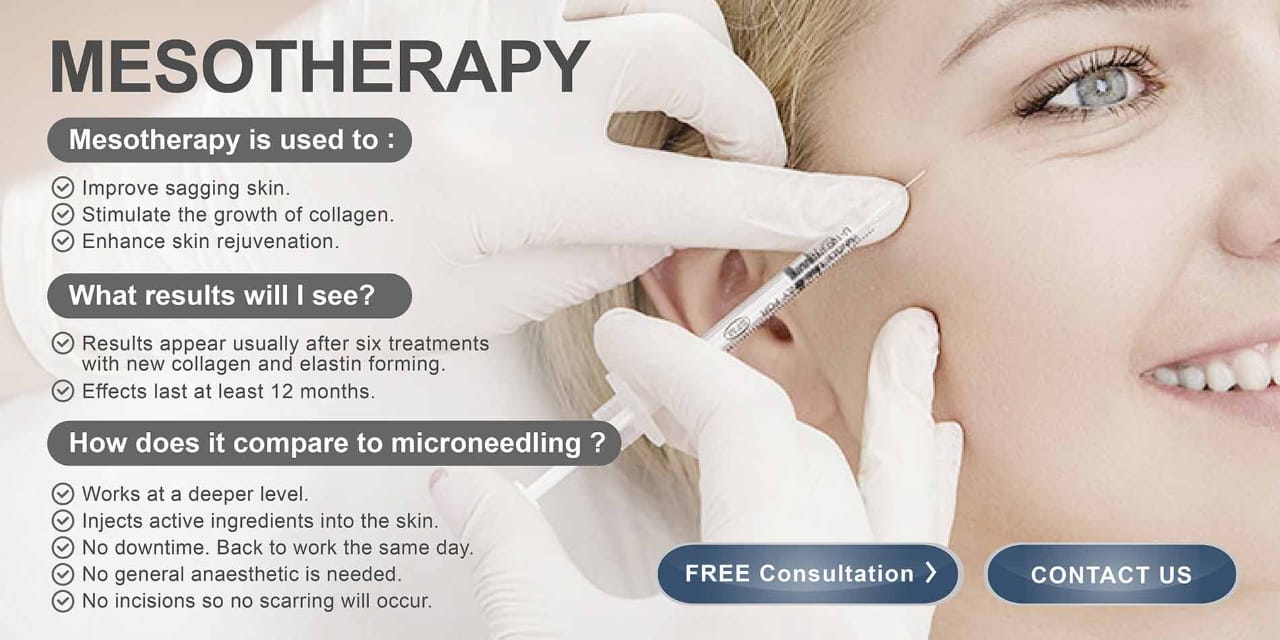 MESOTHERAPY
Mesotherapy is used to :
Improve sagging skin.
Stimulate the growth of collagen.
Enhance skin rejuvenation.
What results will I see?
Results appear usually after six treatments
with new collagen and elastin forming.
Effects last at least 12 months.
How does it compare to microneedling ?
Works at a deeper level.
Injects active ingredients into the skin.
No downtime. Back to work the same day.
No general anaesthetic is needed.
No incisions so no scarring will occur.
FREE Consultation
CONTACT US